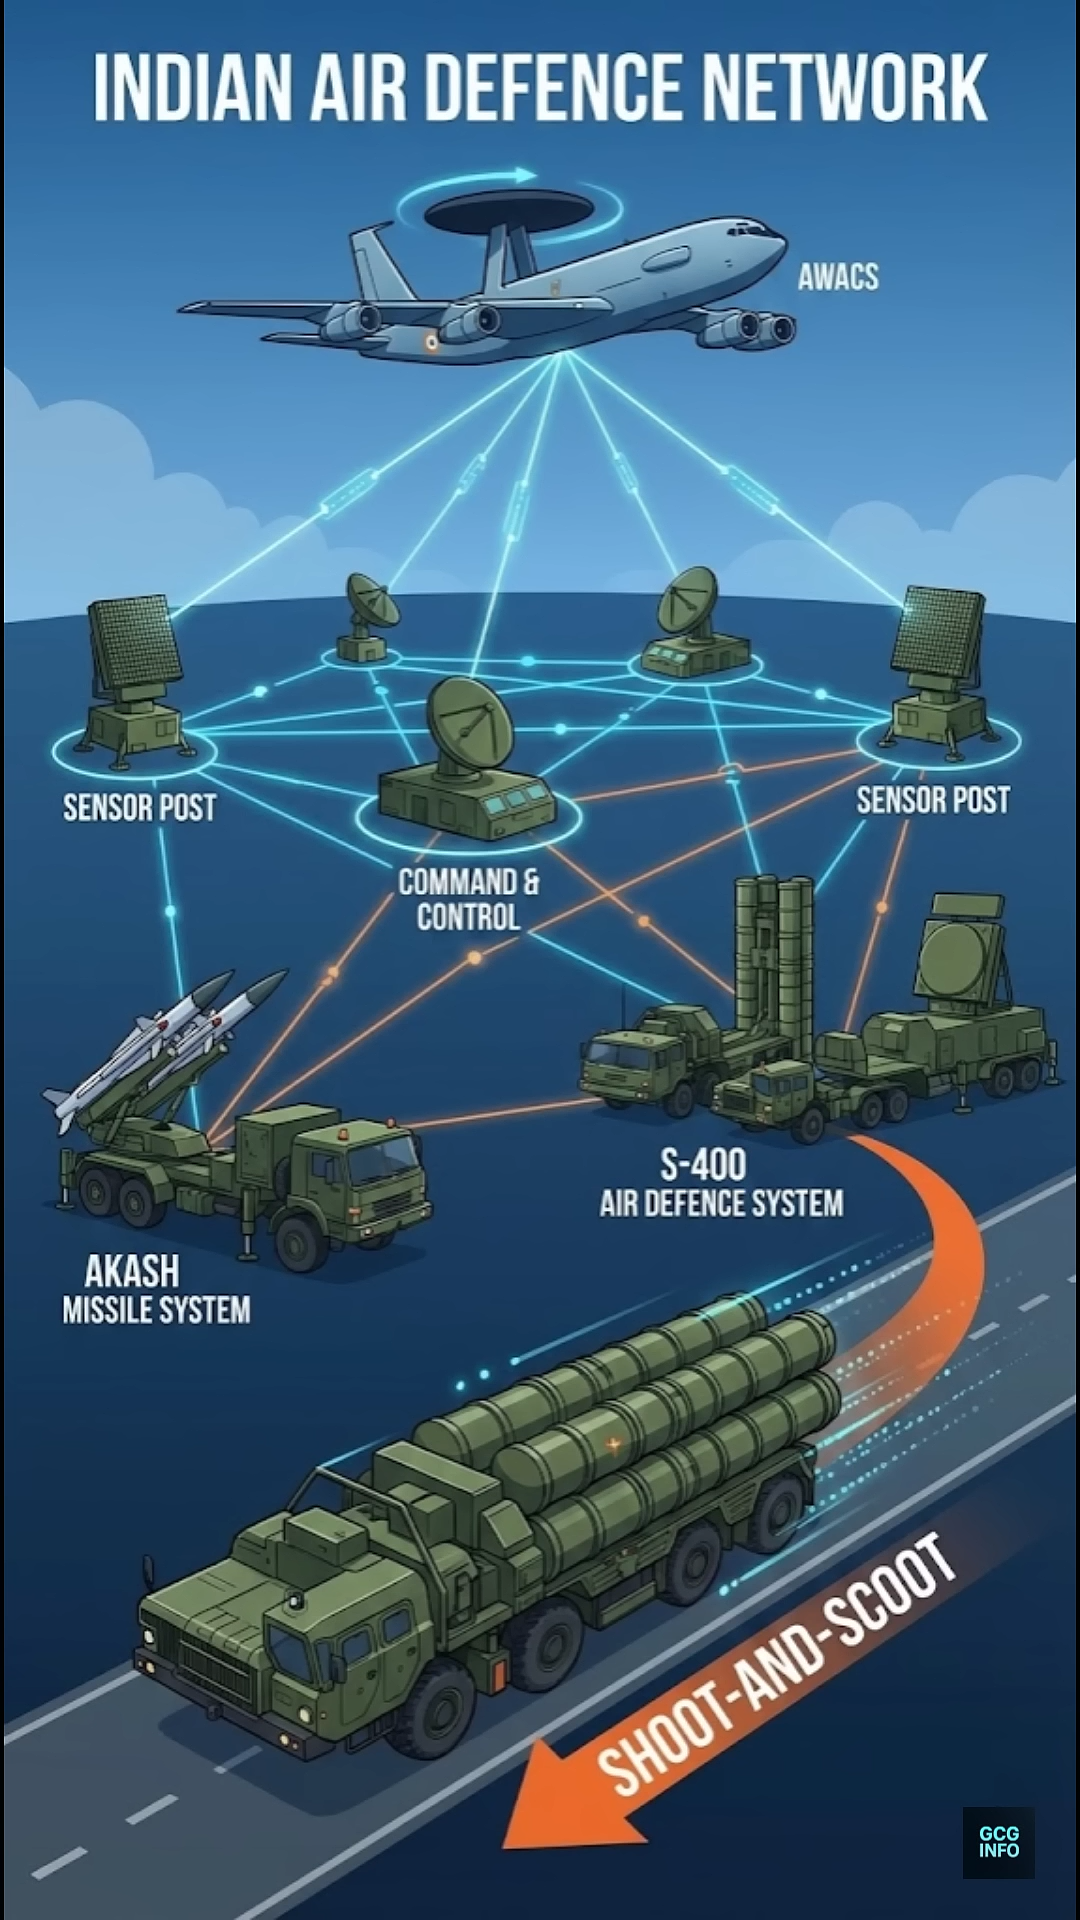 INDIAN AIR DEFENCE NETWORK
AWACS
SENSOR POST
SENSOR POST
COMMAND &
CONTROL
S-400
AIR DEFENCE SYSTEM
AKASH
MISSILE SYSTEM
SHOOT-AND-SCOOT
GCG
INFO